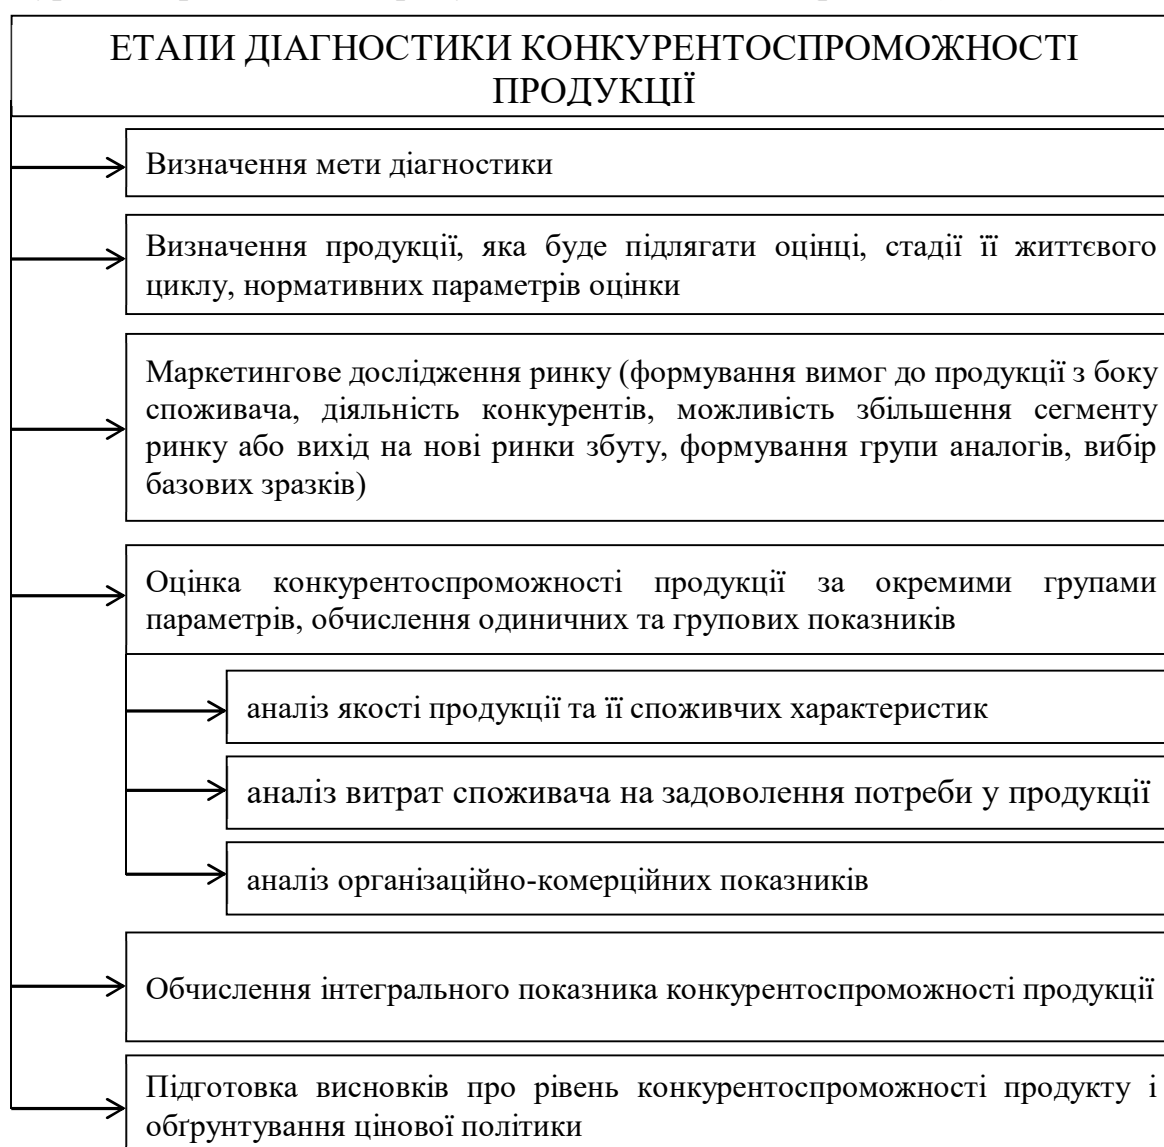 ЕТАПИ ДІАГНОСТИКИ КОНКУРЕНТОСПРОМОЖНОСТІ
ПРОДУКЦІЇ
Визначення мети діагностики
Визначення продукції, яка буде підлягати оцінці, стадії її життєвого
циклу, нормативних параметрів оцінки
Маркетингове дослідження ринку (формування вимог до продукції з боку
споживача, діяльність конкурентів, можливість збільшення сегменту
ринку або вихід на нові ринки збуту, формування групи аналогів, вибір
базових зразків)
Оцінка конкурентоспроможності продукції за окремими групами
параметрів, обчислення одиничних та групових показників
аналіз якості продукції та її споживчих характеристик
аналіз витрат споживача на задоволення потреби у продукції
аналіз організаційно-комерційних показників
Обчислення інтегрального показника конкурентоспроможності продукції
Підготовка висновків про рівень конкурентоспроможності продукту і
обґрунтування цінової політики